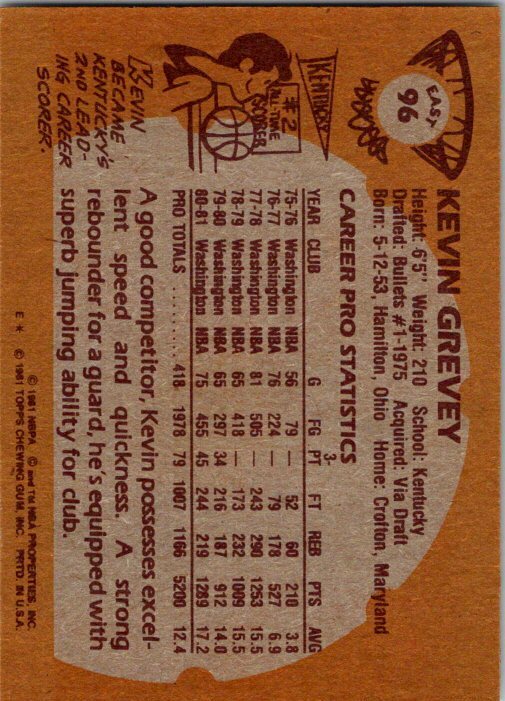 EAST
96
KEVIN GREVEY
Height: 6'5" Weight: 210 School: Kentucky
Drafted: Bullets #1-1975 Acquired: Via Draft
Born: 5-12-53, Hamilton, Ohio Home: Crofton, Maryland
CAREER PRO STATISTICS
YEAR CLUB G FG 3-PT FT REB PTS AVG
75-76 Washington NBA 56 79 — 52 60 210 3.8
76-77 Washington NBA 76 224 — 79 178 527 6.9
77-78 Washington NBA 81 505 — 243 290 1253 15.5
78-79 Washington NBA 65 418 — 173 232 1009 15.5
79-80 Washington NBA 65 297 34 216 187 912 14.0
80-81 Washington NBA 75 455 45 244 219 1289 17.2
PRO TOTALS ........ 418 1978 79 1007 1166 5200 12.4
A good competitor, Kevin possesses excel-
lent speed and quickness. A strong
rebounder for a guard, he's equipped with
superb jumping ability for club.
KENTUCKY
#2
ALL-TIME
SCORER
KEVIN
BECAME
KENTUCKY'S
2ND LEAD-
ING CAREER
SCORER.
© 1981 NBPA © and TM NBA PROPERTIES, INC.
E * © 1981 TOPPS CHEWING GUM, INC. PRTD. IN U.S.A.